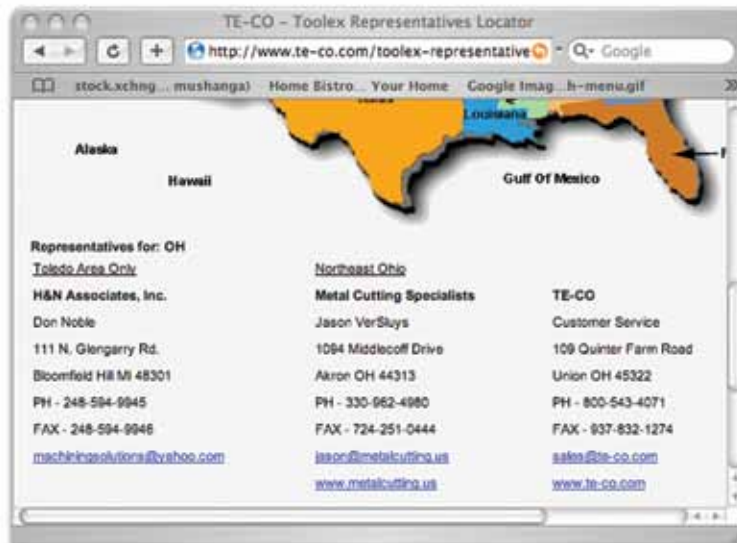 TE-CO - Toolex Representatives Locator
http://www.te-co.com/toolex-representative
Google
stock.xchng ... mushanga) Home Bistro... Your Home Google Imag...h-menu.gif
Louisiana
Alaska
Hawaii
Gulf Of Mexico
Representatives for: OH
Toledo Area Only
H&N Associates, Inc.
Don Noble
111 N. Glengarry Rd.
Bloomfield Hill MI 48301
PH - 248-594-9945
FAX - 248-594-9946
machiningsolutions@yahoo.com
Northeast Ohio
Metal Cutting Specialists
Jason VerSluys
1094 Middlecoff Drive
Akron OH 44313
PH - 330-962-4980
FAX - 724-251-0444
jason@metalcutting.us
www.metalcutting.us
TE-CO
Customer Service
109 Quinter Farm Road
Union OH 45322
PH - 800-543-4071
FAX - 937-832-1274
sales@te-co.com
www.te-co.com